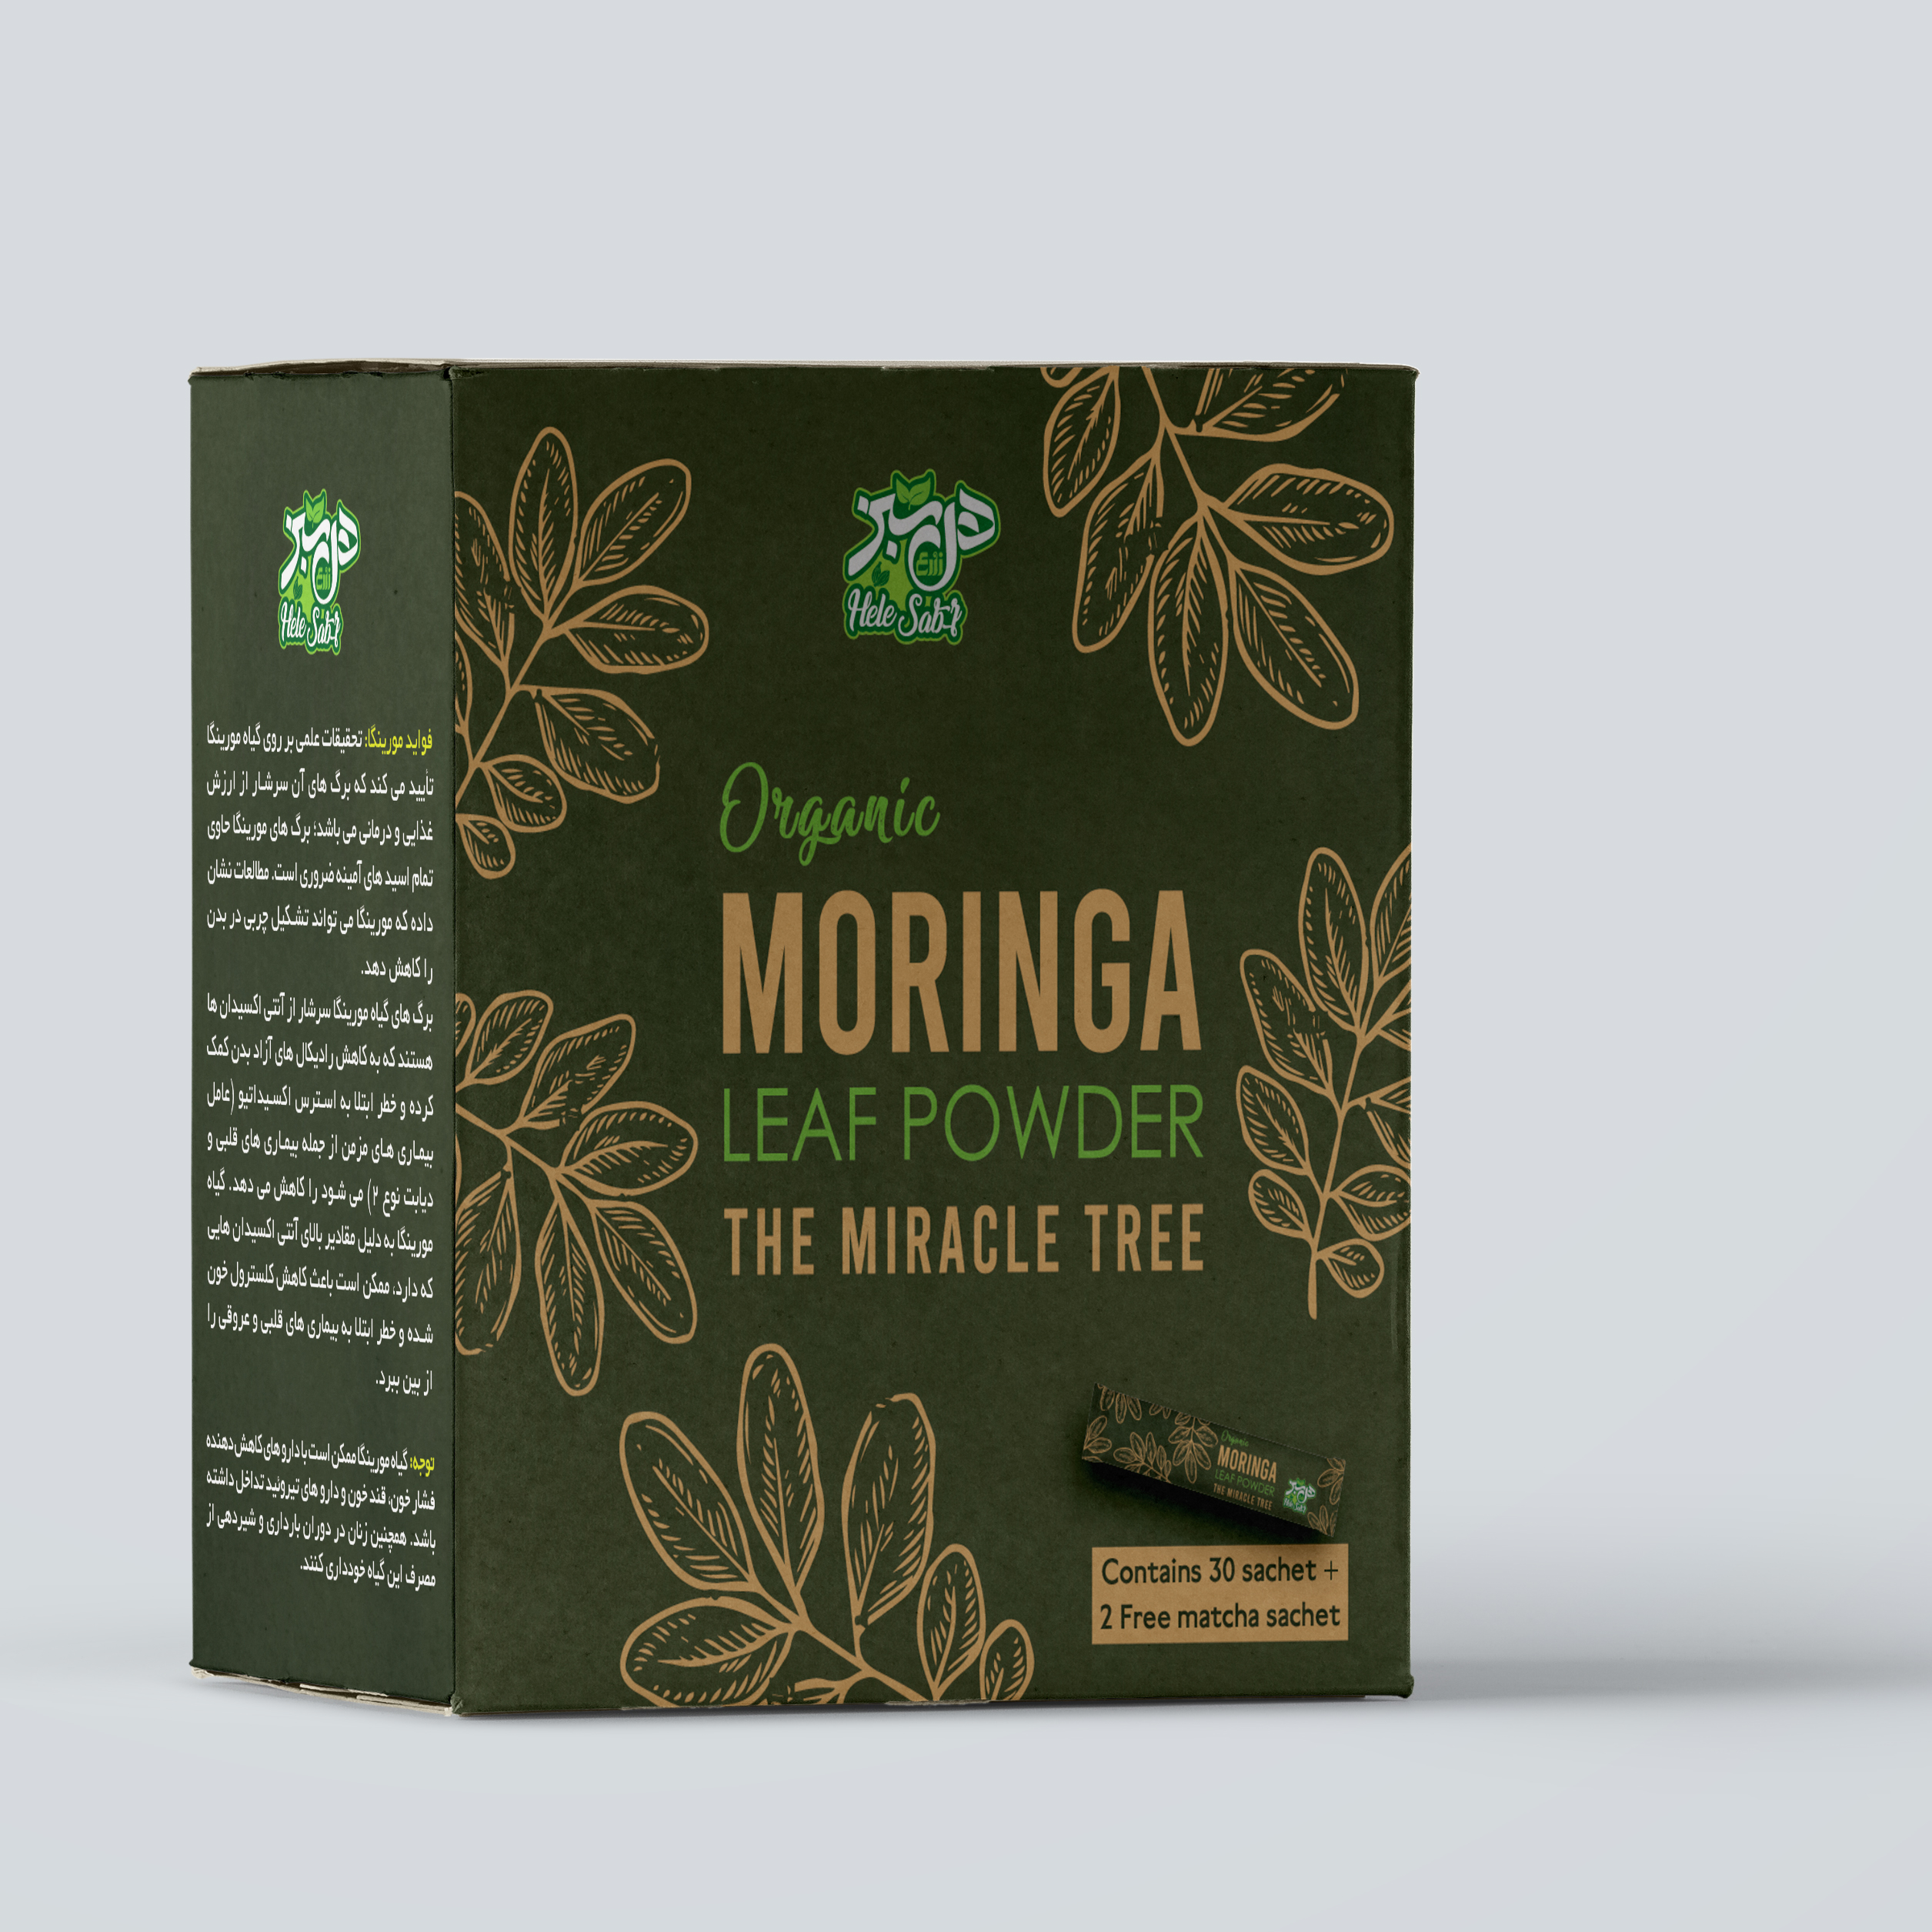 هل سبز
Hele Sabz
فواید مورینگا: تحقیقات علمی بر روی گیاه مورینگا
تأیید می کند که برگ های آن سرشار از ارزش
غذایی و درمانی می باشد؛ برگ های مورینگا حاوی
تمام اسید های آمینه ضروری است. مطالعات نشان
داده که مورینگا می تواند تشکیل چربی در بدن
را کاهش دهد.
برگ های گیاه مورینگا سرشار از آنتی اکسیدان ها
هستند که به کاهش رادیکال های آزاد بدن کمک
کرده و خطر ابتلا به استرس اکسیداتیو (عامل
بیماری های مزمن از جمله بیماری های قلبی و
دیابت نوع ۲) می شود را کاهش می دهد. گیاه
مورینگا به دلیل مقادیر بالای آنتی اکسیدان هایی
که دارد، ممکن است باعث کاهش کلسترول خون
شده و خطر ابتلا به بیماری های قلبی و عروقی را
از بین ببرد.
توجه: گیاه مورینگا ممکن است با دارو های کاهش دهنده
فشار خون، قند خون و دارو های تیروئید تداخل داشته
باشد. همچنین زنان در دوران بارداری و شیردهی از
مصرف این گیاه خودداری کنند.
هل سبز
Hele Sabz
Organic
MORINGA
LEAF POWDER
THE MIRACLE TREE
Organic
MORINGA
LEAF POWDER
THE MIRACLE TREE
هل سبز
Hele Sabz
Contains 30 sachet +
2 Free matcha sachet